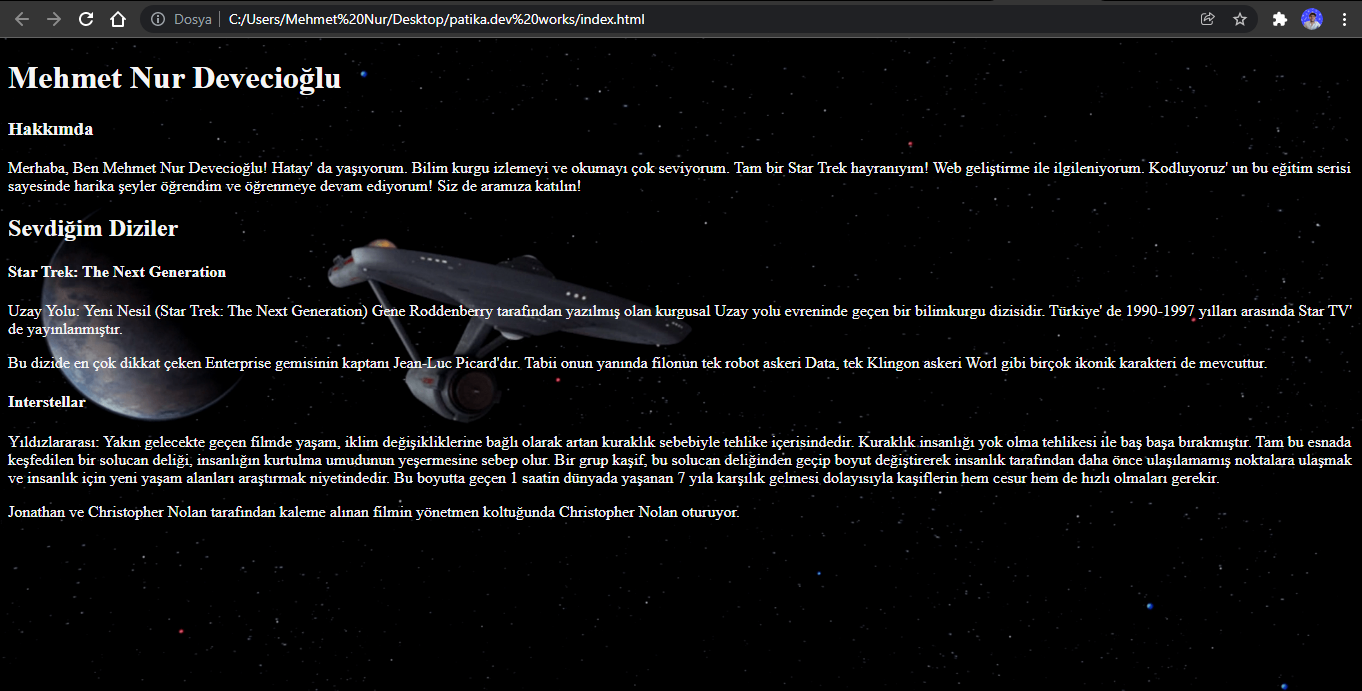 Dosya C:/Users/Mehmet%20Nur/Desktop/patika.dev%20works/index.html
Mehmet Nur Devecioğlu
Hakkımda
Merhaba, Ben Mehmet Nur Devecioğlu! Hatay' da yaşıyorum. Bilim kurgu izlemeyi ve okumayı çok seviyorum. Tam bir Star Trek hayranıyım! Web geliştirme ile ilgileniyorum. Kodluyoruz' un bu eğitim serisi
sayesinde harika şeyler öğrendim ve öğrenmeye devam ediyorum! Siz de aramıza katılın!
Sevdiğim Diziler
Star Trek: The Next Generation
Uzay Yolu: Yeni Nesil (Star Trek: The Next Generation) Gene Roddenberry tarafından yazılmış olan kurgusal Uzay yolu evreninde geçen bir bilimkurgu dizisidir. Türkiye' de 1990-1997 yılları arasında Star TV'
de yayınlanmıştır.
Bu dizide en çok dikkat çeken Enterprise gemisinin kaptanı Jean-Luc Picard'dır. Tabii onun yanında filonun tek robot askeri Data, tek Klingon askeri Worl gibi birçok ikonik karakteri de mevcuttur.
Interstellar
Yıldızlararası: Yakın gelecekte geçen filmde yaşam, iklim değişikliklerine bağlı olarak artan kuraklık sebebiyle tehlike içerisindedir. Kuraklık insanlığı yok olma tehlikesi ile baş başa bırakmıştır. Tam bu esnada
keşfedilen bir solucan deliği, insanlığın kurtulma umudunun yeşermesine sebep olur. Bir grup kaşif, bu solucan deliğinden geçip boyut değiştirerek insanlık tarafından daha önce ulaşılamamış noktalara ulaşmak
ve insanlık için yeni yaşam alanları araştırmak niyetindedir. Bu boyutta geçen 1 saatin dünyada yaşanan 7 yıla karşılık gelmesi dolayısıyla kaşiflerin hem cesur hem de hızlı olmaları gerekir.
Jonathan ve Christopher Nolan tarafından kaleme alınan filmin yönetmen koltuğunda Christopher Nolan oturuyor.